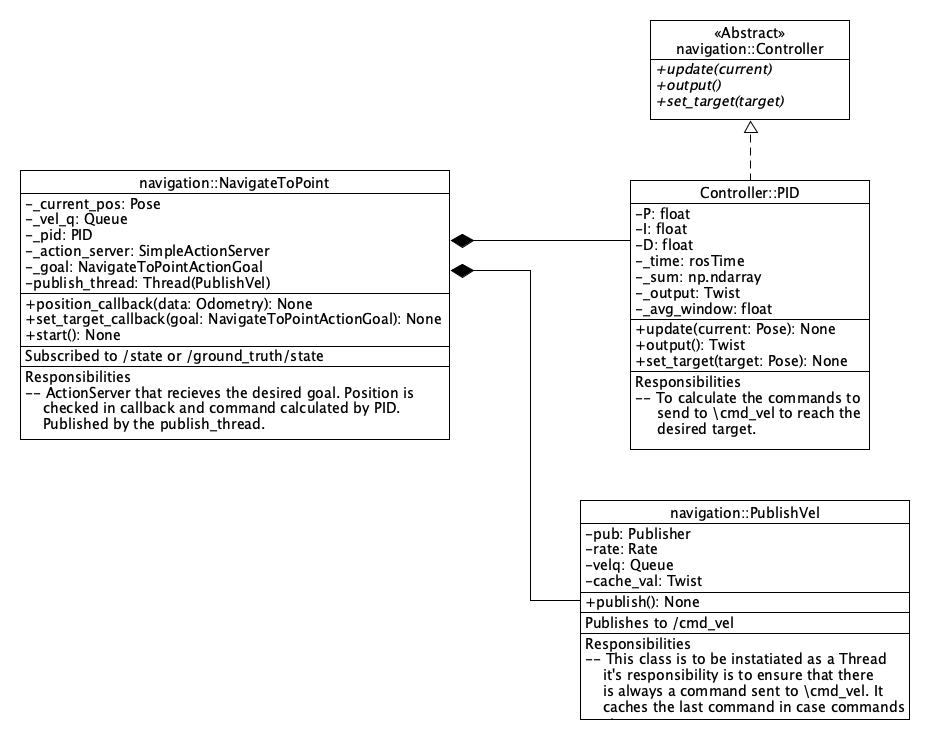 «Abstract»
navigation::Controller
+update(current)
+output()
+set_target(target)
navigation::NavigateToPoint
-_current_pos: Pose
-_vel_q: Queue
-_pid: PID
-_action_server: SimpleActionServer
-_goal: NavigateToPointActionGoal
-publish_thread: Thread(PublishVel)
+position_callback(data: Odometry): None
+set_target_callback(goal: NavigateToPointActionGoal): None
+start(): None
Subscribed to /state or /ground_truth/state
Responsibilities
-- ActionServer that recieves the desired goal. Position is
checked in callback and command calculated by PID.
Published by the publish_thread.
Controller::PID
-P: float
-I: float
-D: float
-_time: rosTime
-_sum: np.ndarray
-_output: Twist
-_avg_window: float
+update(current: Pose): None
+output(): Twist
+set_target(target: Pose): None
Responsibilities
-- To calculate the commands to
send to \cmd_vel to reach the
desired target.
navigation::PublishVel
-pub: Publisher
-rate: Rate
-velq: Queue
-cache_val: Twist
+publish(): None
Publishes to /cmd_vel
Responsibilities
-- This class is to be instatiated as a Thread
it's responsibility is to ensure that there
is always a command sent to \cmd_vel. It
caches the last command in case commands